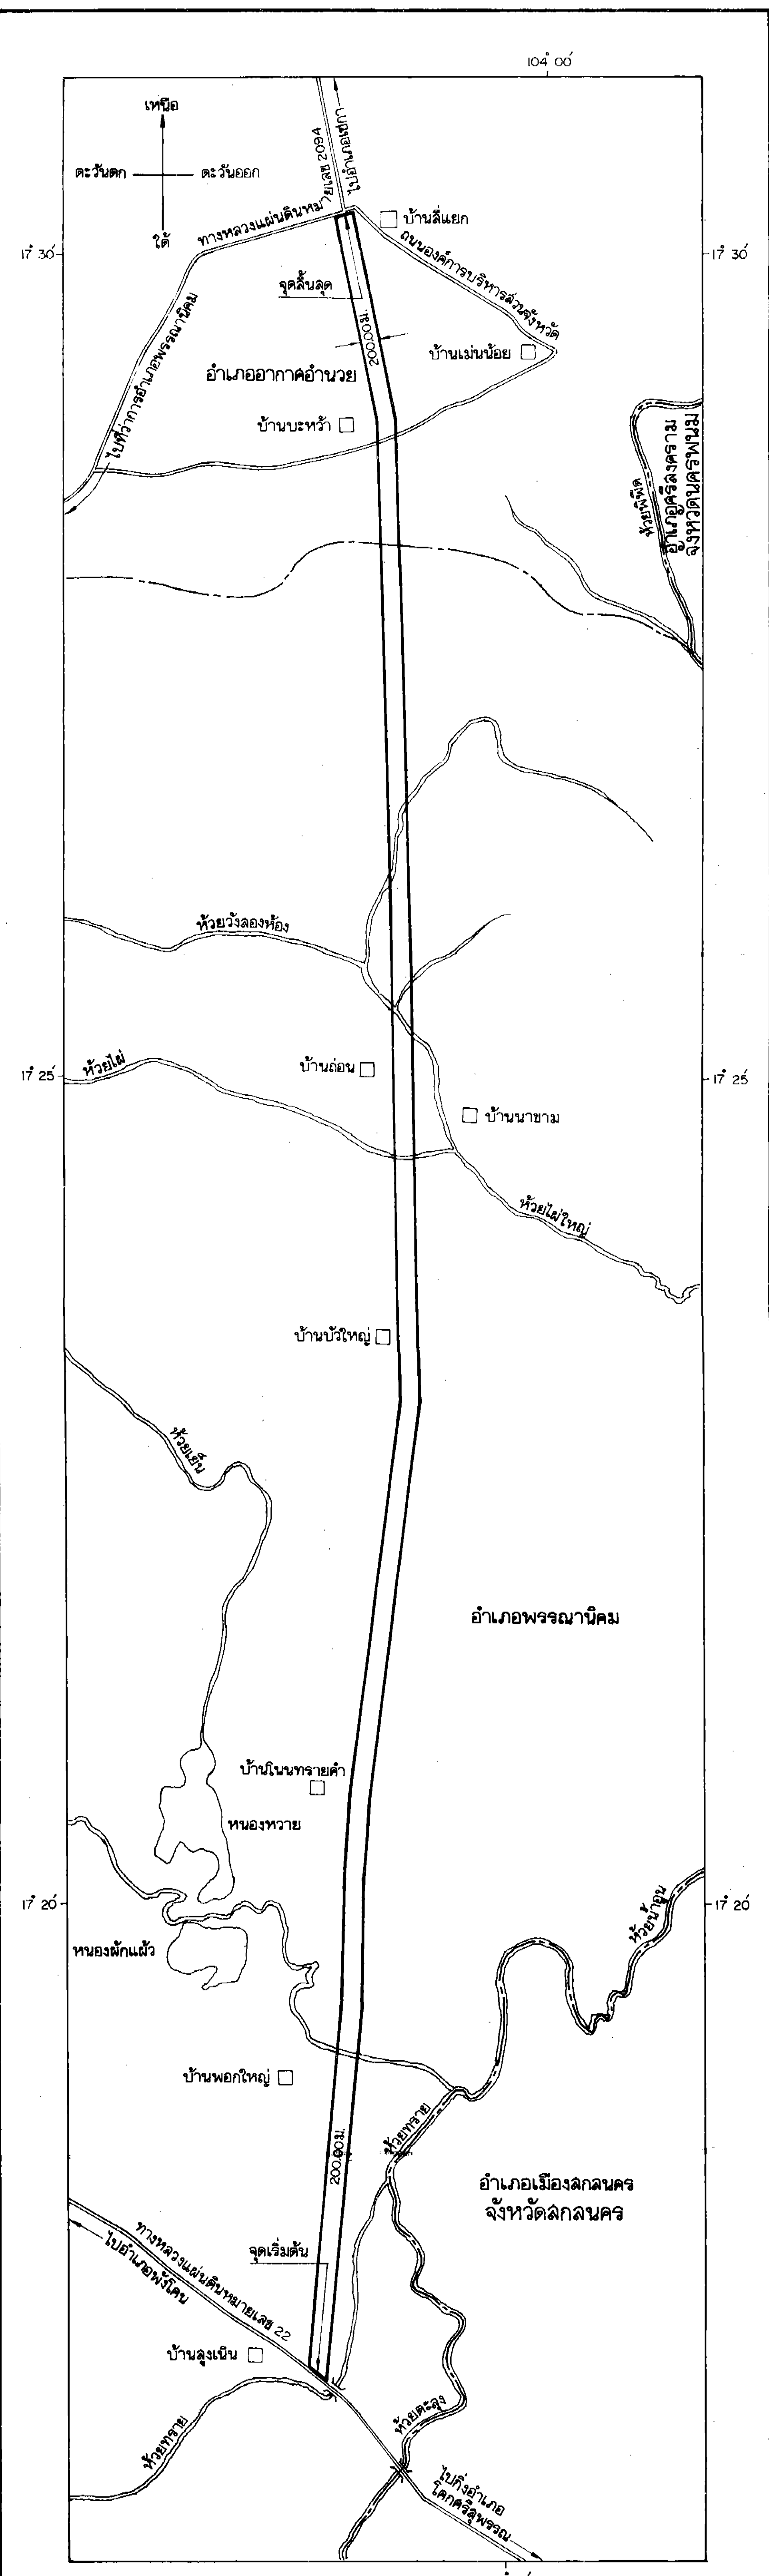 104° 00′
เหนือ
ตะวันตก
ตะวันออก
ใต้
ทางหลวงแผ่นดินหมายเลข 2094
บ้านสี่แยก
17° 30′
17° 30′
ถนนองค์การบริหารส่วนจังหวัด
จุดสิ้นสุด
200.00 ม.
ไปที่ว่าการอำเภอพรรณานิคม
บ้านเม่นน้อย
อำเภออากาศอำนวย
บ้านบะหว้า
อำเภอศรีสงคราม
จังหวัดนครพนม
ห้วยวังลองห้อง
ห้วยไผ่
บ้านถ่อน
17° 25′
17° 25′
บ้านนาขาม
ห้วยไผ่ใหญ่
บ้านบัวใหญ่
ห้วยเย็น
อำเภอพรรณานิคม
บ้านโนนทรายคำ
หนองหวาย
17° 20′
17° 20′
ห้วยน้ำอูน
หนองผักแผ้ว
บ้านพอกใหญ่
ห้วยทราย
200.00 ม.
อำเภอเมืองสกลนคร
จังหวัดสกลนคร
ทางหลวงแผ่นดินหมายเลข 22
ไปอำเภอพังโคน
จุดเริ่มต้น
บ้านสูงเนิน
ห้วยทราย
ห้วยตะลุง
ไปกิ่งอำเภอ
โคกศรีสุพรรณ